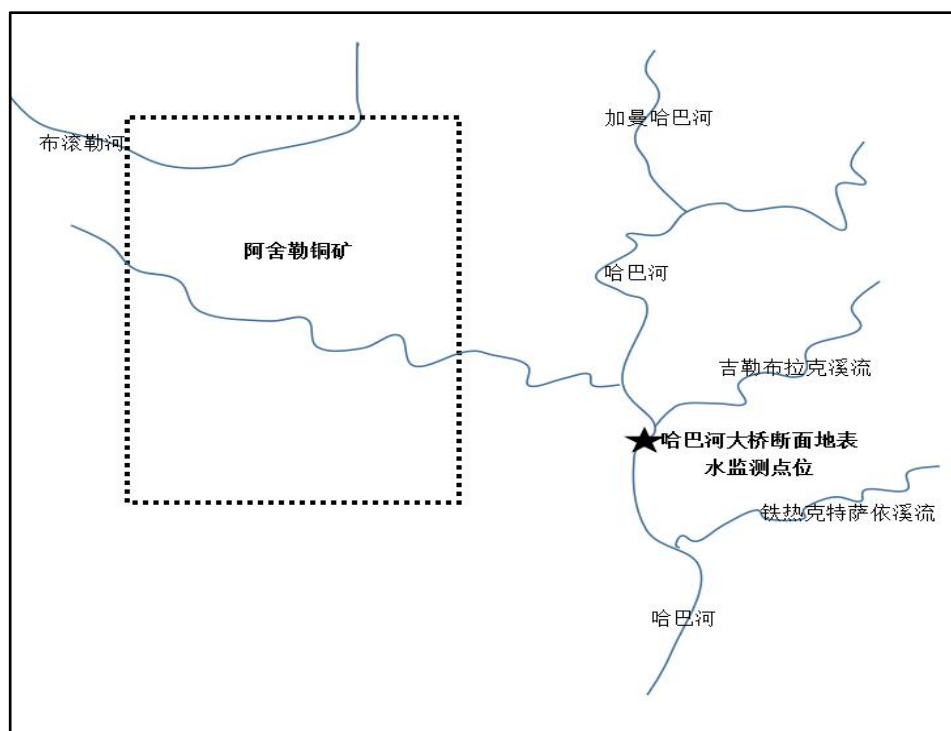 加曼哈巴河
布滚勒河
阿舍勒铜矿
哈巴河
吉勒布拉克溪流
哈巴河大桥断面地表
水监测点位
铁热克特萨依溪流
哈巴河